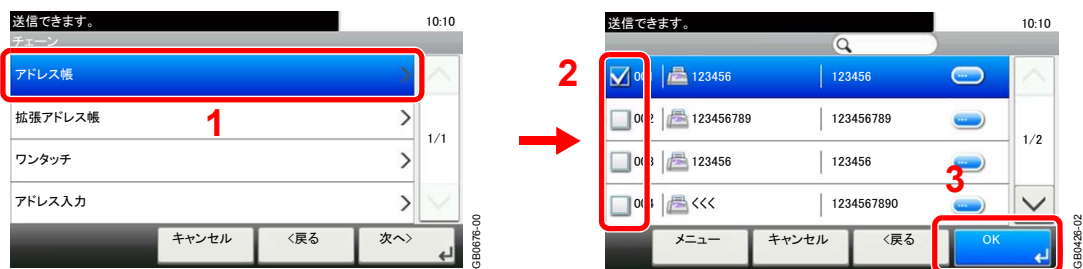 送信できます。 10:10
チェーン
アドレス帳
拡張アドレス帳
ワンタッチ
アドレス入力
1/1
キャンセル <戻る 次へ>
1
GB0676-00
送信できます。 10:10
2
001 123456 123456
002 123456789 123456789
003 123456 123456
004 <<< 1234567890
1/2
3
メニュー キャンセル <戻る OK
GB0428-02